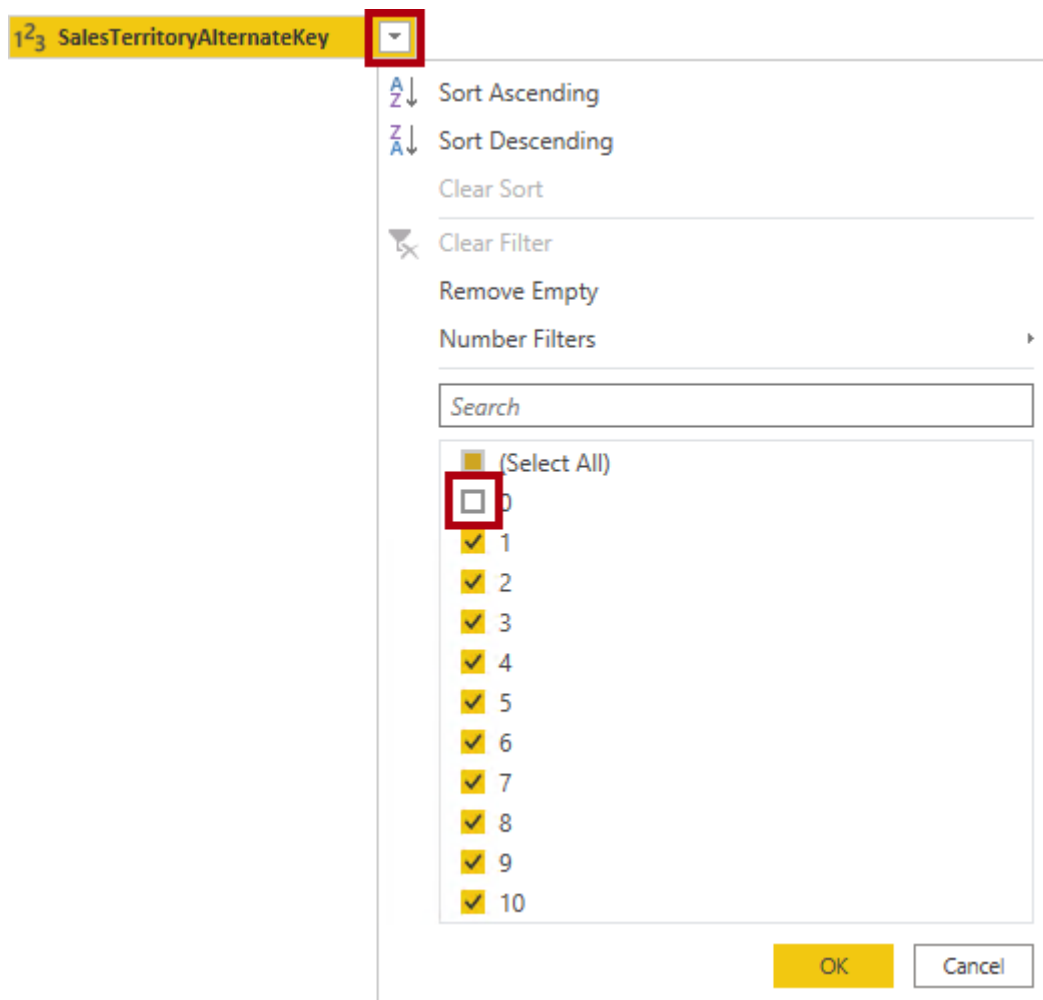 123 SalesTerritoryAlternateKey
Sort Ascending
Sort Descending
Clear Sort
Clear Filter
Remove Empty
Number Filters
Search
(Select All)
0
1
2
3
4
5
6
7
8
9
10
OK Cancel